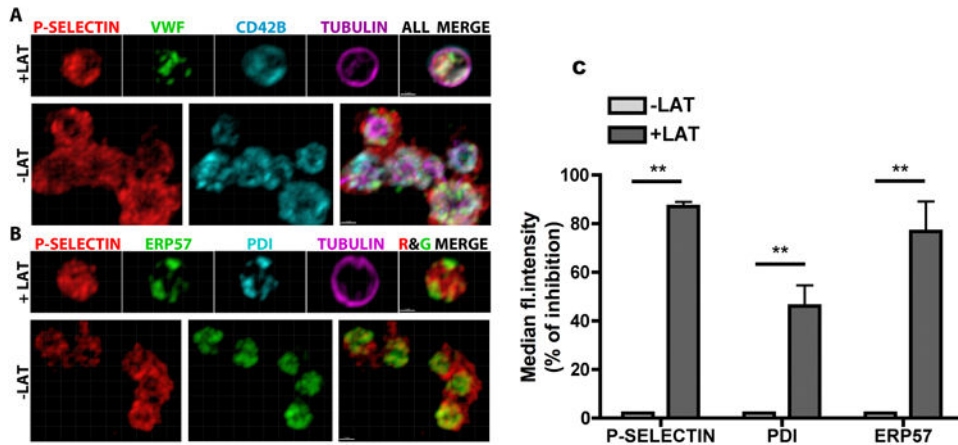 A
P-SELECTIN VWF CD42B TUBULIN ALL MERGE
+LAT
-LAT
B
P-SELECTIN ERP57 PDI TUBULIN R&G MERGE
+ LAT
-LAT
C
-LAT
+LAT
Median fl.intensity
(% of inhibition)
100
80
60
40
20
0
**
**
**
P-SELECTIN PDI ERP57